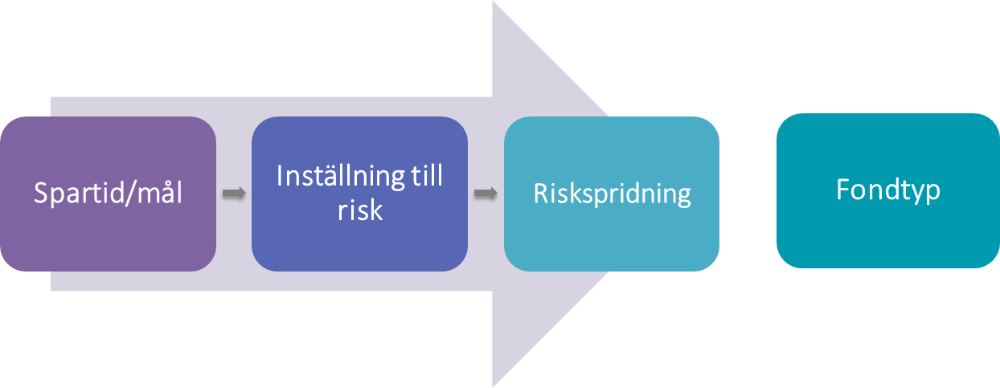 Spartid/mål
Inställning till
risk
Riskspridning
Fondtyp